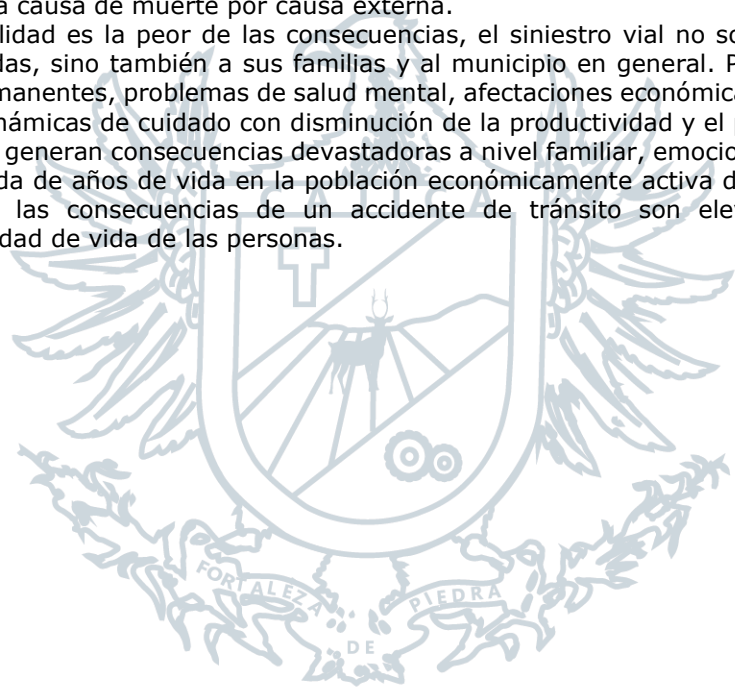 a causa de muerte por causa externa.
lidad es la peor de las consecuencias, el siniestro vial no so
das, sino también a sus familias y al municipio en general. P
manentes, problemas de salud mental, afectaciones económica
námicas de cuidado con disminución de la productividad y el p
generan consecuencias devastadoras a nivel familiar, emocio
da de años de vida en la población económicamente activa d
las consecuencias de un accidente de tránsito son ele
dad de vida de las personas.
CAJICA
FORTALEZA DE PIEDRA